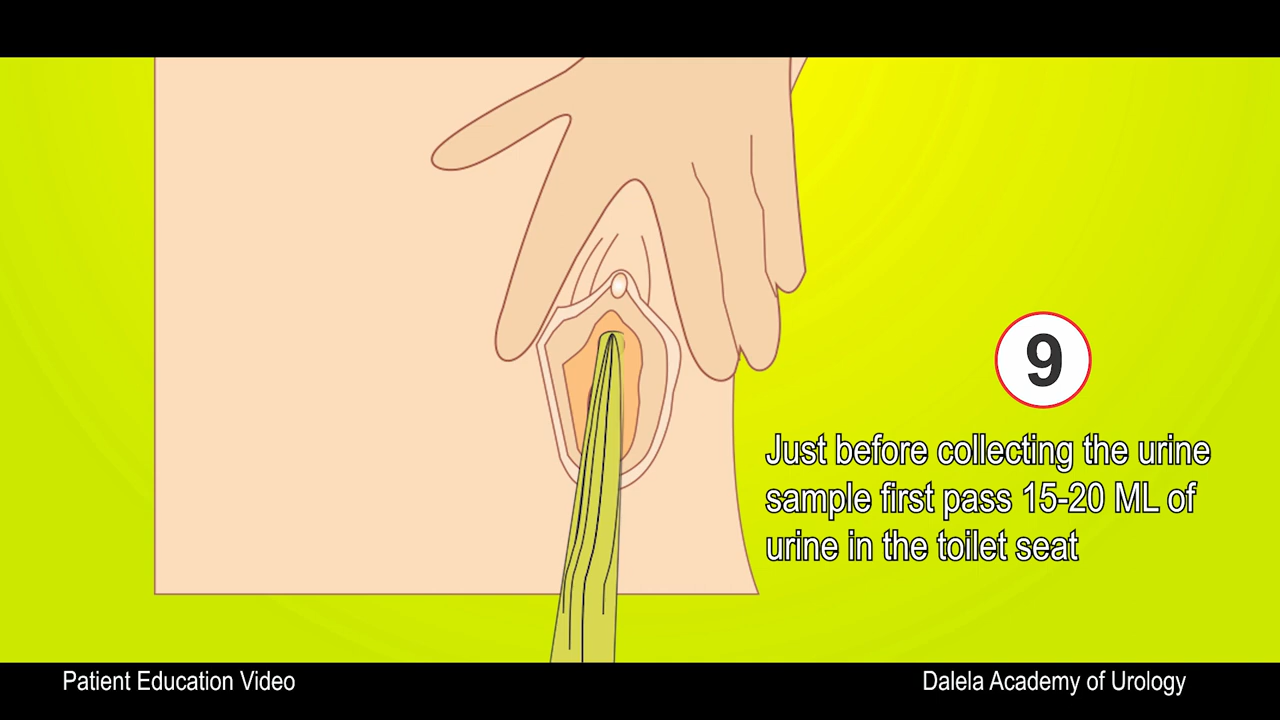 9
Just before collecting the urine
sample first pass 15-20 ML of
urine in the toilet seat
Patient Education Video
Dalela Academy of Urology